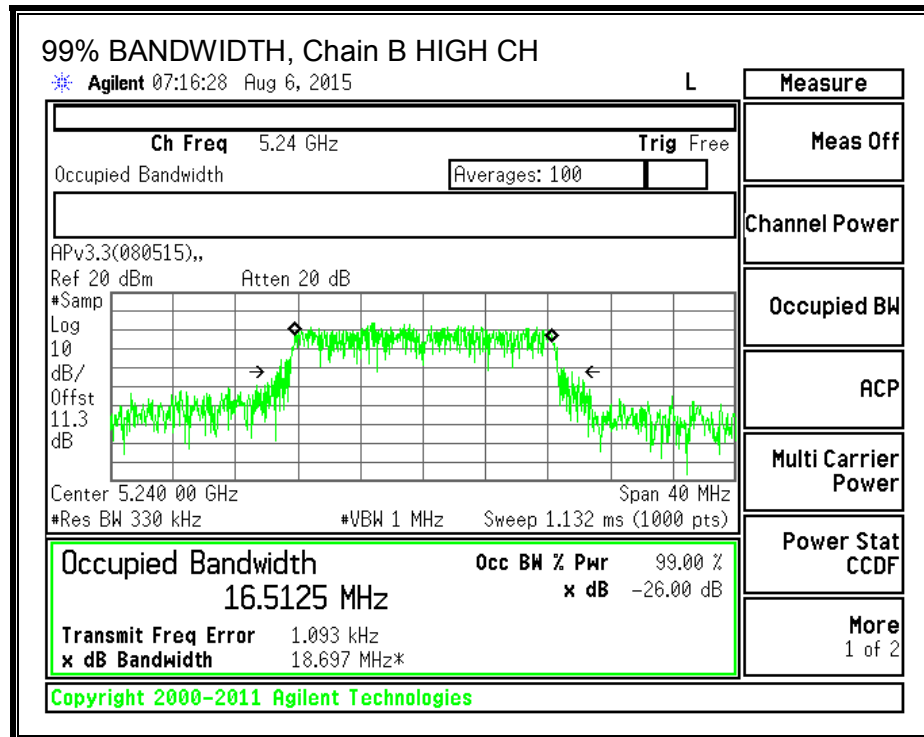 99% BANDWIDTH, Chain B HIGH CH
Agilent 07:16:28 Aug 6, 2015 L
Ch Freq 5.24 GHz Trig Free
Occupied Bandwidth Averages: 100
APv3.3(080515),,
Ref 20 dBm Atten 20 dB
#Samp
Log
10
dB/
Offst
11.3
dB
Center 5.240 00 GHz Span 40 MHz
#Res BW 330 kHz #VBW 1 MHz Sweep 1.132 ms (1000 pts)
Occupied Bandwidth Occ BW % Pwr 99.00 %
16.5125 MHz x dB -26.00 dB
Transmit Freq Error 1.093 kHz
x dB Bandwidth 18.697 MHz*
Copyright 2000-2011 Agilent Technologies
Measure
Meas Off
Channel Power
Occupied BW
ACP
Multi Carrier
Power
Power Stat
CCDF
More
1 of 2